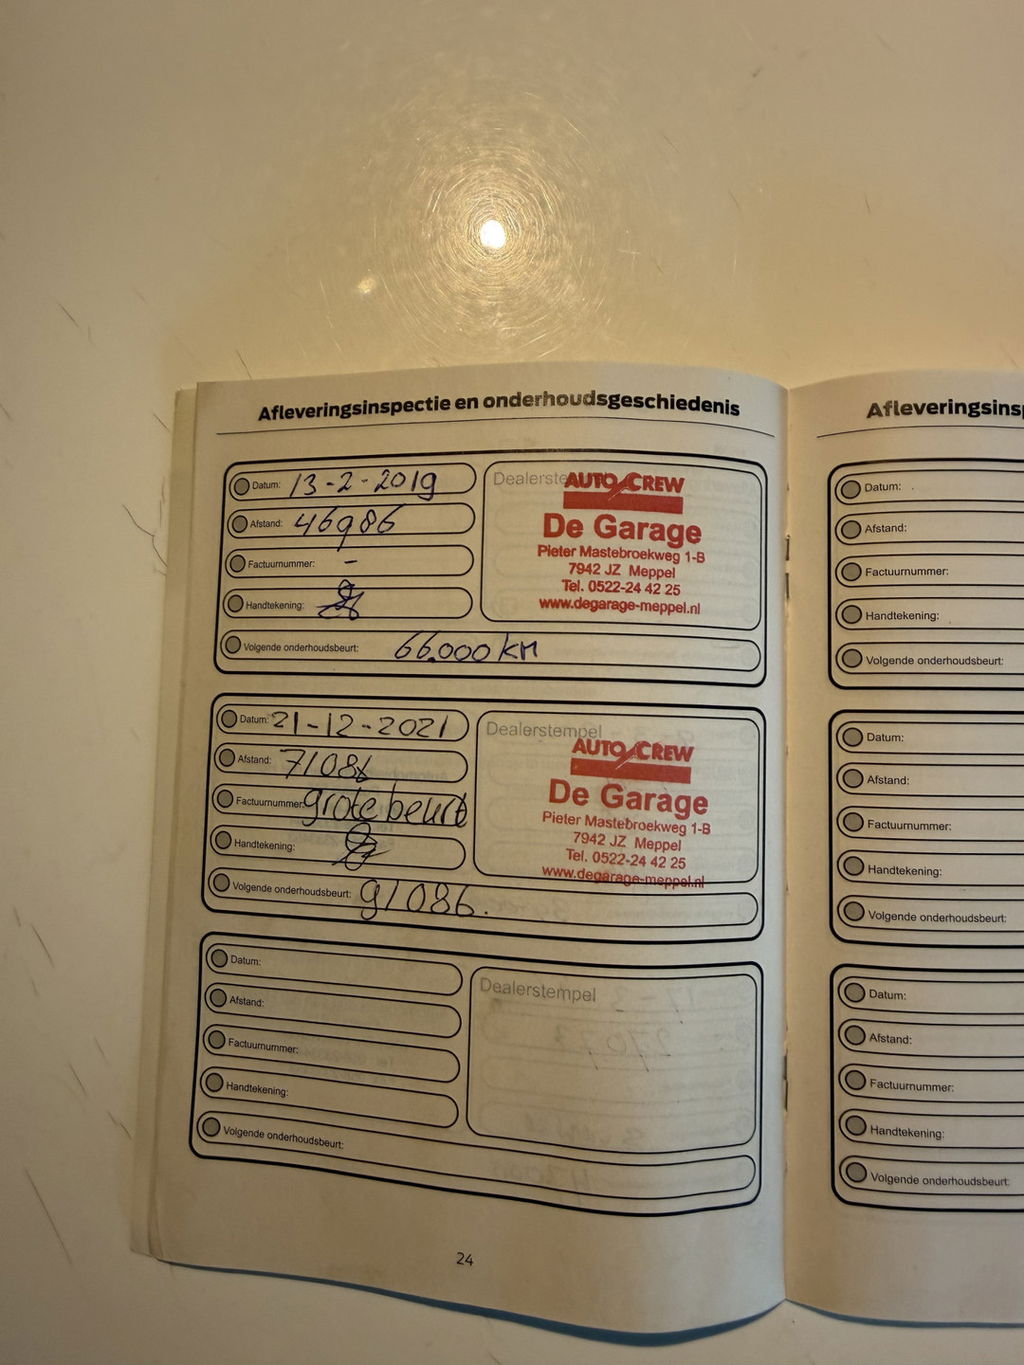 Afleveringsinspectie en onderhoudsgeschiedenis
Datum: 13-2-2019
Afstand: 46986
Factuurnummer: -
Handtekening:
Volgende onderhoudsbeurt: 66.000 km
Dealerste
AUTO CREW
De Garage
Pieter Mastebroekweg 1-B
7942 JZ Meppel
Tel. 0522-24 42 25
www.degarage-meppel.nl
Datum: 21-12-2021
Afstand: 71086
Factuurnummer: grote beurt
Handtekening:
Volgende onderhoudsbeurt: 91086.
Dealerstempel
AUTO CREW
De Garage
Pieter Mastebroekweg 1-B
7942 JZ Meppel
Tel. 0522-24 42 25
www.degarage-meppel.nl
Datum:
Afstand:
Factuurnummer:
Handtekening:
Volgende onderhoudsbeurt:
Dealerstempel
24
Afleveringsins
Datum:
Afstand:
Factuurnummer:
Handtekening:
Volgende onderhoudsbeurt:
Datum:
Afstand:
Factuurnummer:
Handtekening:
Volgende onderhoudsbeurt:
Datum:
Afstand:
Factuurnummer:
Handtekening:
Volgende onderhoudsbeurt: